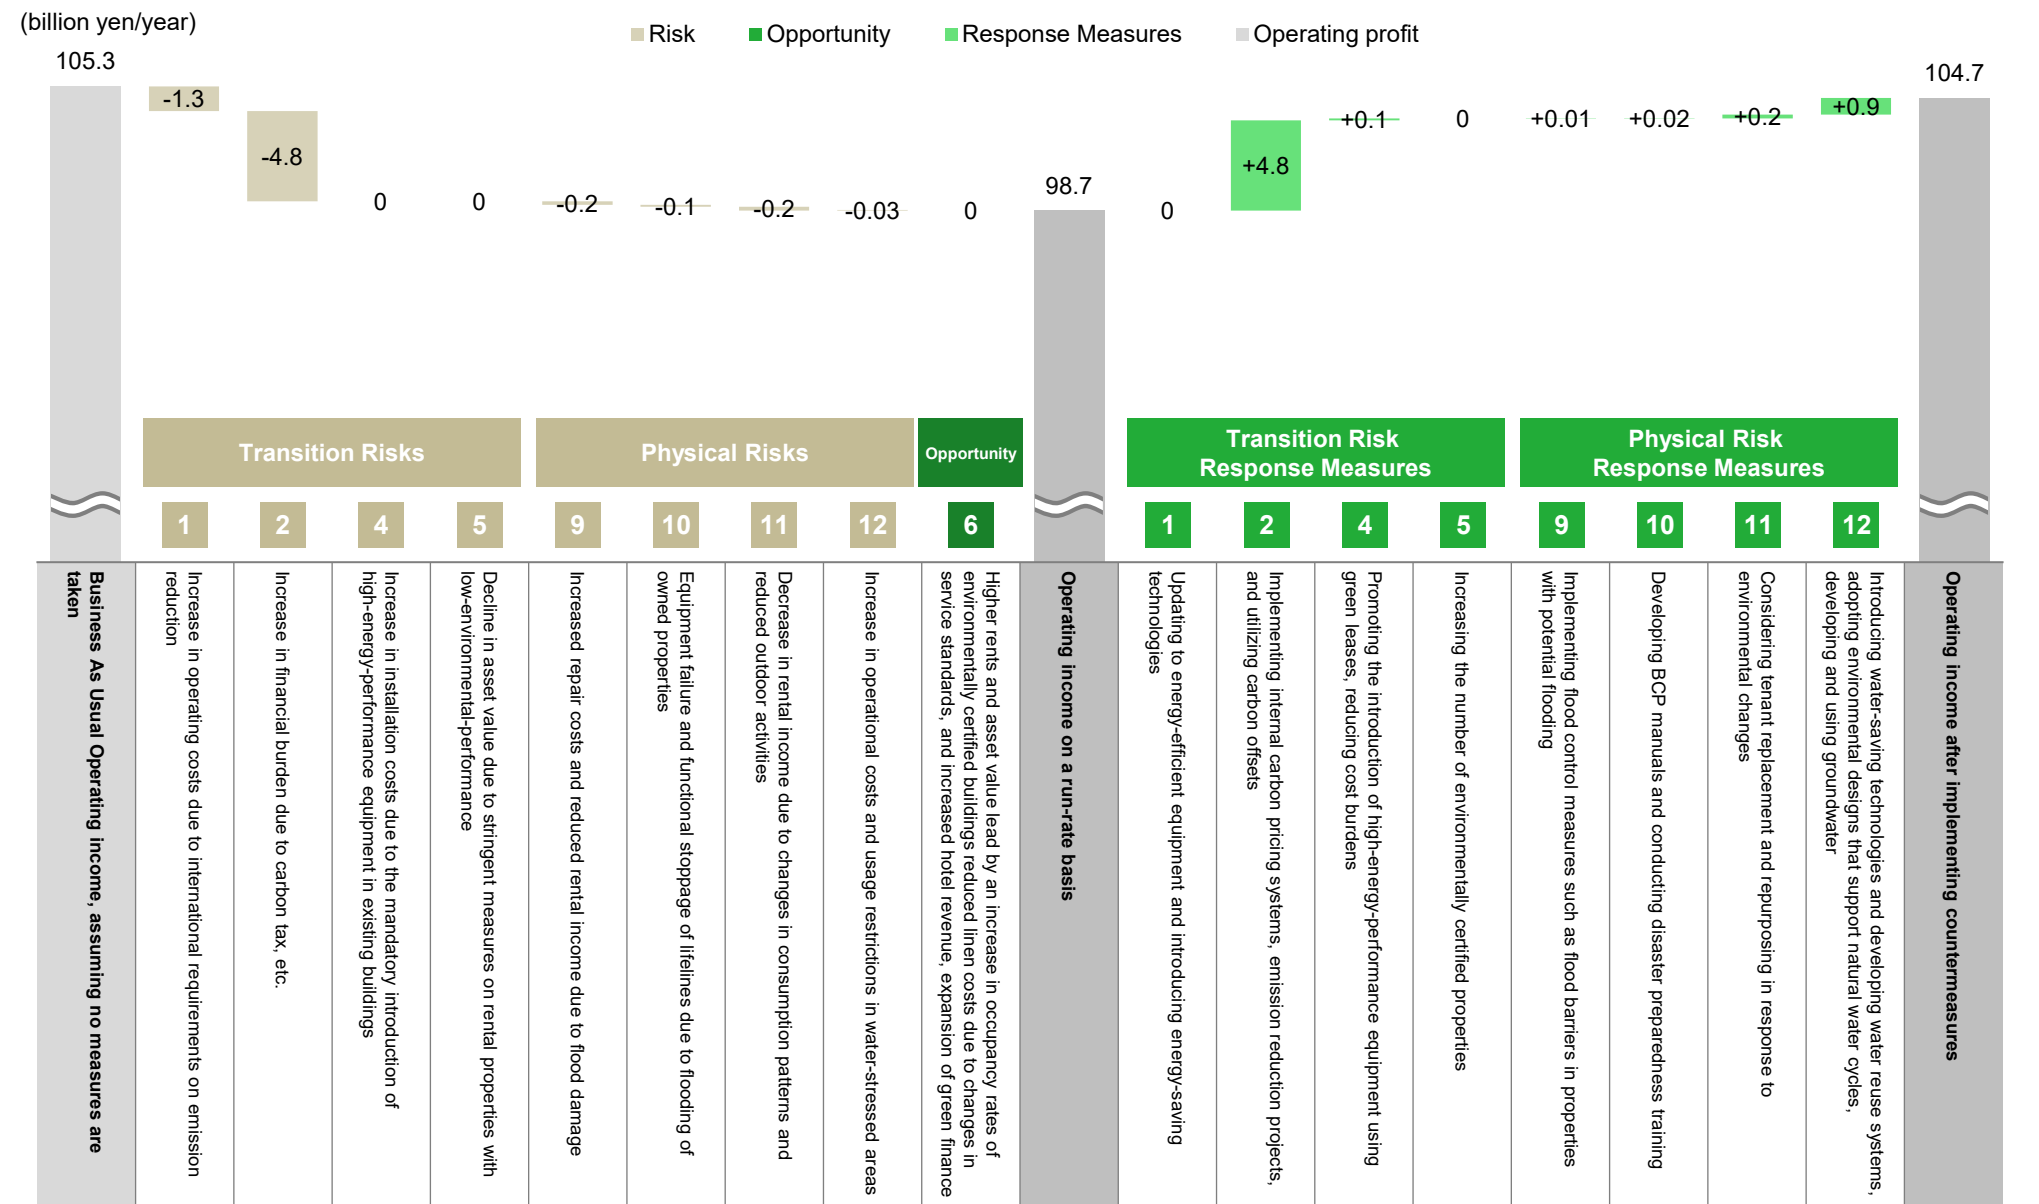 (billion yen/year)
Risk
Opportunity
Response Measures
Operating profit
105.3
-1.3
-4.8
0
0
-0.2
-0.1
-0.2
-0.03
0
98.7
0
+4.8
+0.1
0
+0.01
+0.02
+0.2
+0.9
104.7
Transition Risks
Physical Risks
Opportunity
Transition Risk
Response Measures
Physical Risk
Response Measures
1
2
4
5
9
10
11
12
6
1
2
4
5
9
10
11
12
Business As Usual Operating income, assuming no measures are
taken
Increase in operating costs due to international requirements on emission
reduction
Increase in financial burden due to carbon tax, etc.
Increase in installation costs due to the mandatory introduction of
high-energy-performance equipment in existing buildings
Decline in asset value due to stringent measures on rental properties with
low-environmental-performance
Increased repair costs and reduced rental income due to flood damage
Equipment failure and functional stoppage of lifelines due to flooding of
owned properties
Decrease in rental income due to changes in consumption patterns and
reduced outdoor activities
Increase in operational costs and usage restrictions in water-stressed areas
Higher rents and asset value lead by an increase in occupancy rates of
environmentally certified buildings reduced linen costs due to changes in
service standards, and increased hotel revenue, expansion of green finance
Operating income on a run-rate basis
Updating to energy-efficient equipment and introducing energy-saving
technologies
Implementing internal carbon pricing systems, emission reduction projects,
and utilizing carbon offsets
Promoting the introduction of high-energy-performance equipment using
green leases, reducing cost burdens
Increasing the number of environmentally certified properties
Implementing flood control measures such as flood barriers in properties
with potential flooding
Developing BCP manuals and conducting disaster preparedness training
Considering tenant replacement and repurposing in response to
environmental changes
Introducing water-saving technologies and developing water reuse systems,
adopting environmental designs that support natural water cycles,
developing and using groundwater
Operating income after implementing countermeasures